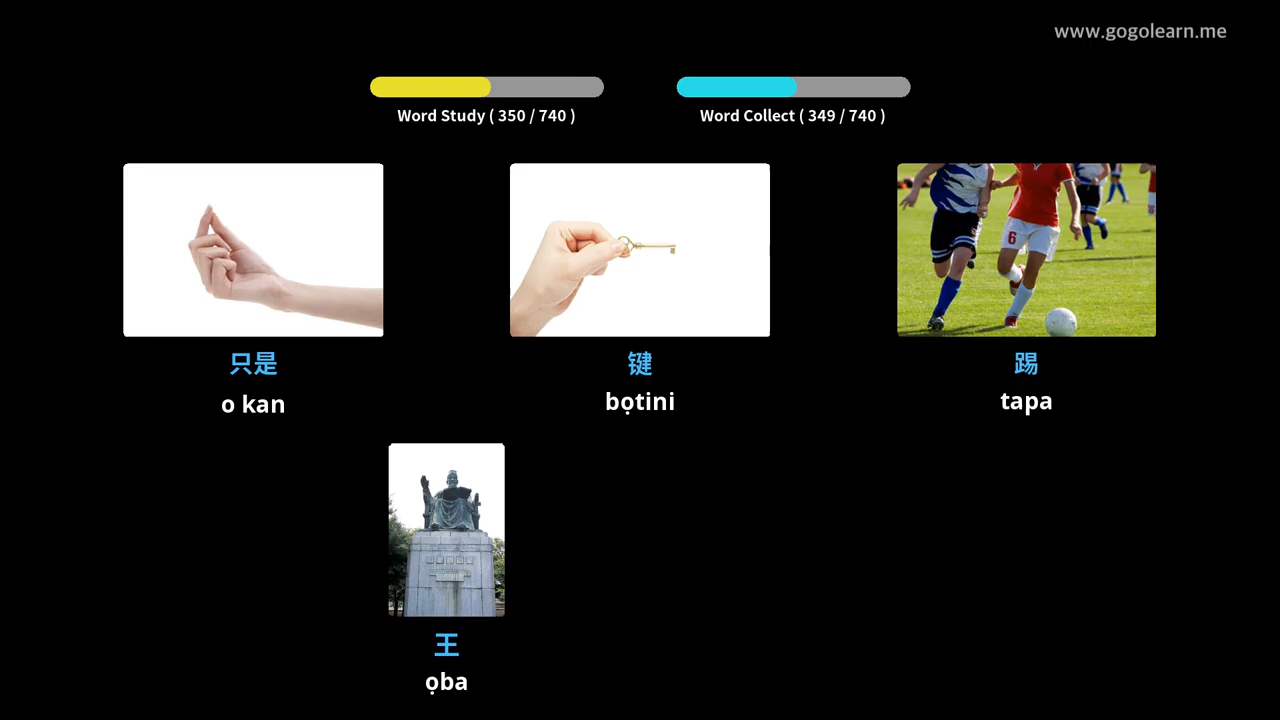 www.gogolearn.me
Word Study ( 350 / 740 )
Word Collect ( 349 / 740 )
只是
o kan
键
bọtini
踢
tapa
王
ọba